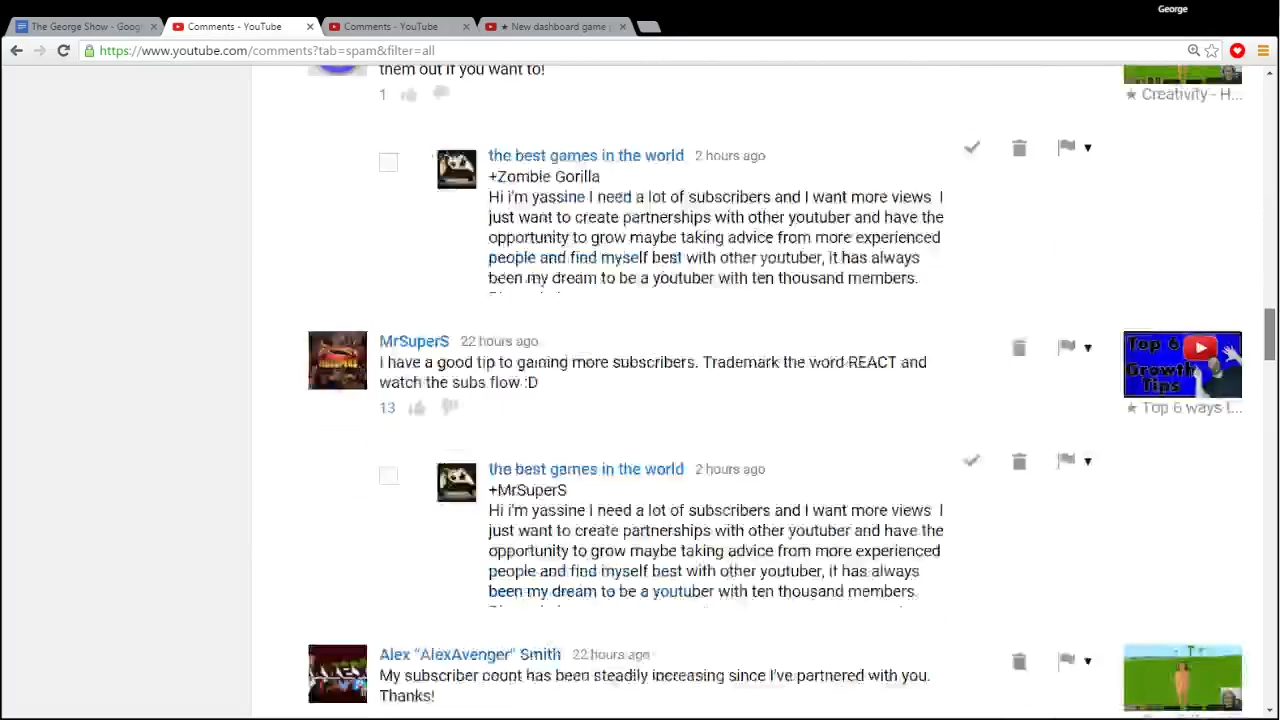 George
The George Show - Goog
Comments - YouTube
Comments - YouTube
★ New dashboard game
https://www.youtube.com/comments?tab=spam&filter=all
them out if you want to!
1
★ Creativity - H...
the best games in the world 2 hours ago
+Zombie Gorilla
Hi i'm yassine I need a lot of subscribers and I want more views I
just want to create partnerships with other youtuber and have the
opportunity to grow maybe taking advice from more experienced
people and find myself best with other youtuber, it has always
been my dream to be a youtuber with ten thousand members.
MrSuperS 22 hours ago
I have a good tip to gaining more subscribers. Trademark the word REACT and
watch the subs flow :D
13
Top 6
Growth
Tips
★ Top 6 ways t...
the best games in the world 2 hours ago
+MrSuperS
Hi i'm yassine I need a lot of subscribers and I want more views I
just want to create partnerships with other youtuber and have the
opportunity to grow maybe taking advice from more experienced
people and find myself best with other youtuber, it has always
been my dream to be a youtuber with ten thousand members.
Alex "AlexAvenger" Smith 22 hours ago
My subscriber count has been steadily increasing since I've partnered with you.
Thanks!